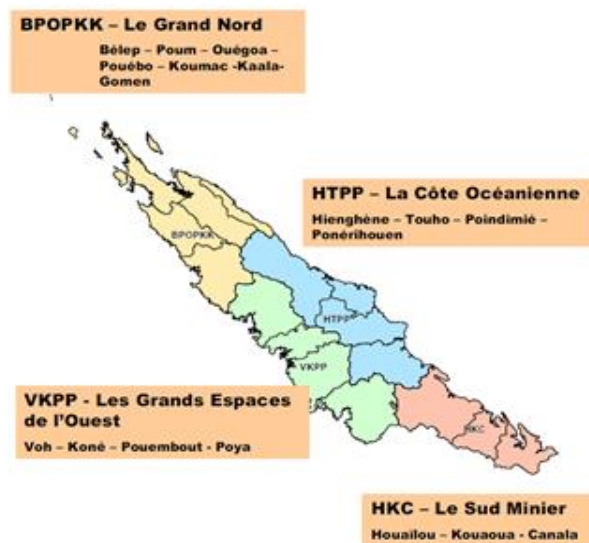 BPOPKK – Le Grand Nord
Bélep – Poum – Ouégoa –
Pouébo – Koumac -Kaala-
Gomen
HTPP – La Côte Océanienne
Hienghène – Touho – Poindimié –
Ponérihouen
BPOPKK
HTPP
VKPP
VKPP - Les Grands Espaces
de l’Ouest
Voh – Koné – Pouembout - Poya
HKC
HKC – Le Sud Minier
Houaïlou – Kouaoua - Canala